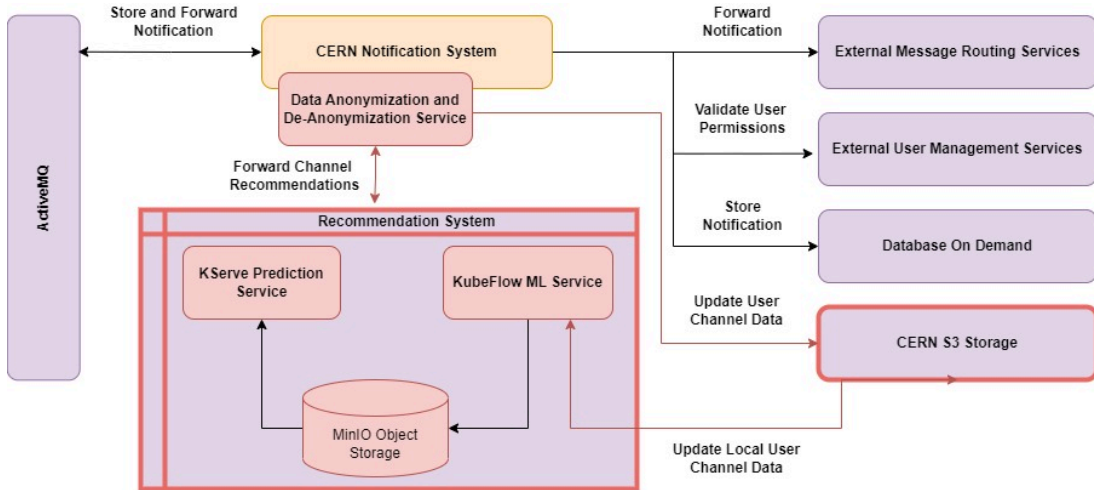 Store and Forward
Notification
Forward
Notification
CERN Notification System
External Message Routing Services
Data Anonymization and
De-Anonymization Service
Validate User
Permissions
External User Management Services
ActiveMQ
Forward Channel
Recommendations
Store
Notification
Recommendation System
Database On Demand
KServe Prediction
Service
KubeFlow ML Service
Update User
Channel Data
CERN S3 Storage
MinIO Object
Storage
Update Local User
Channel Data